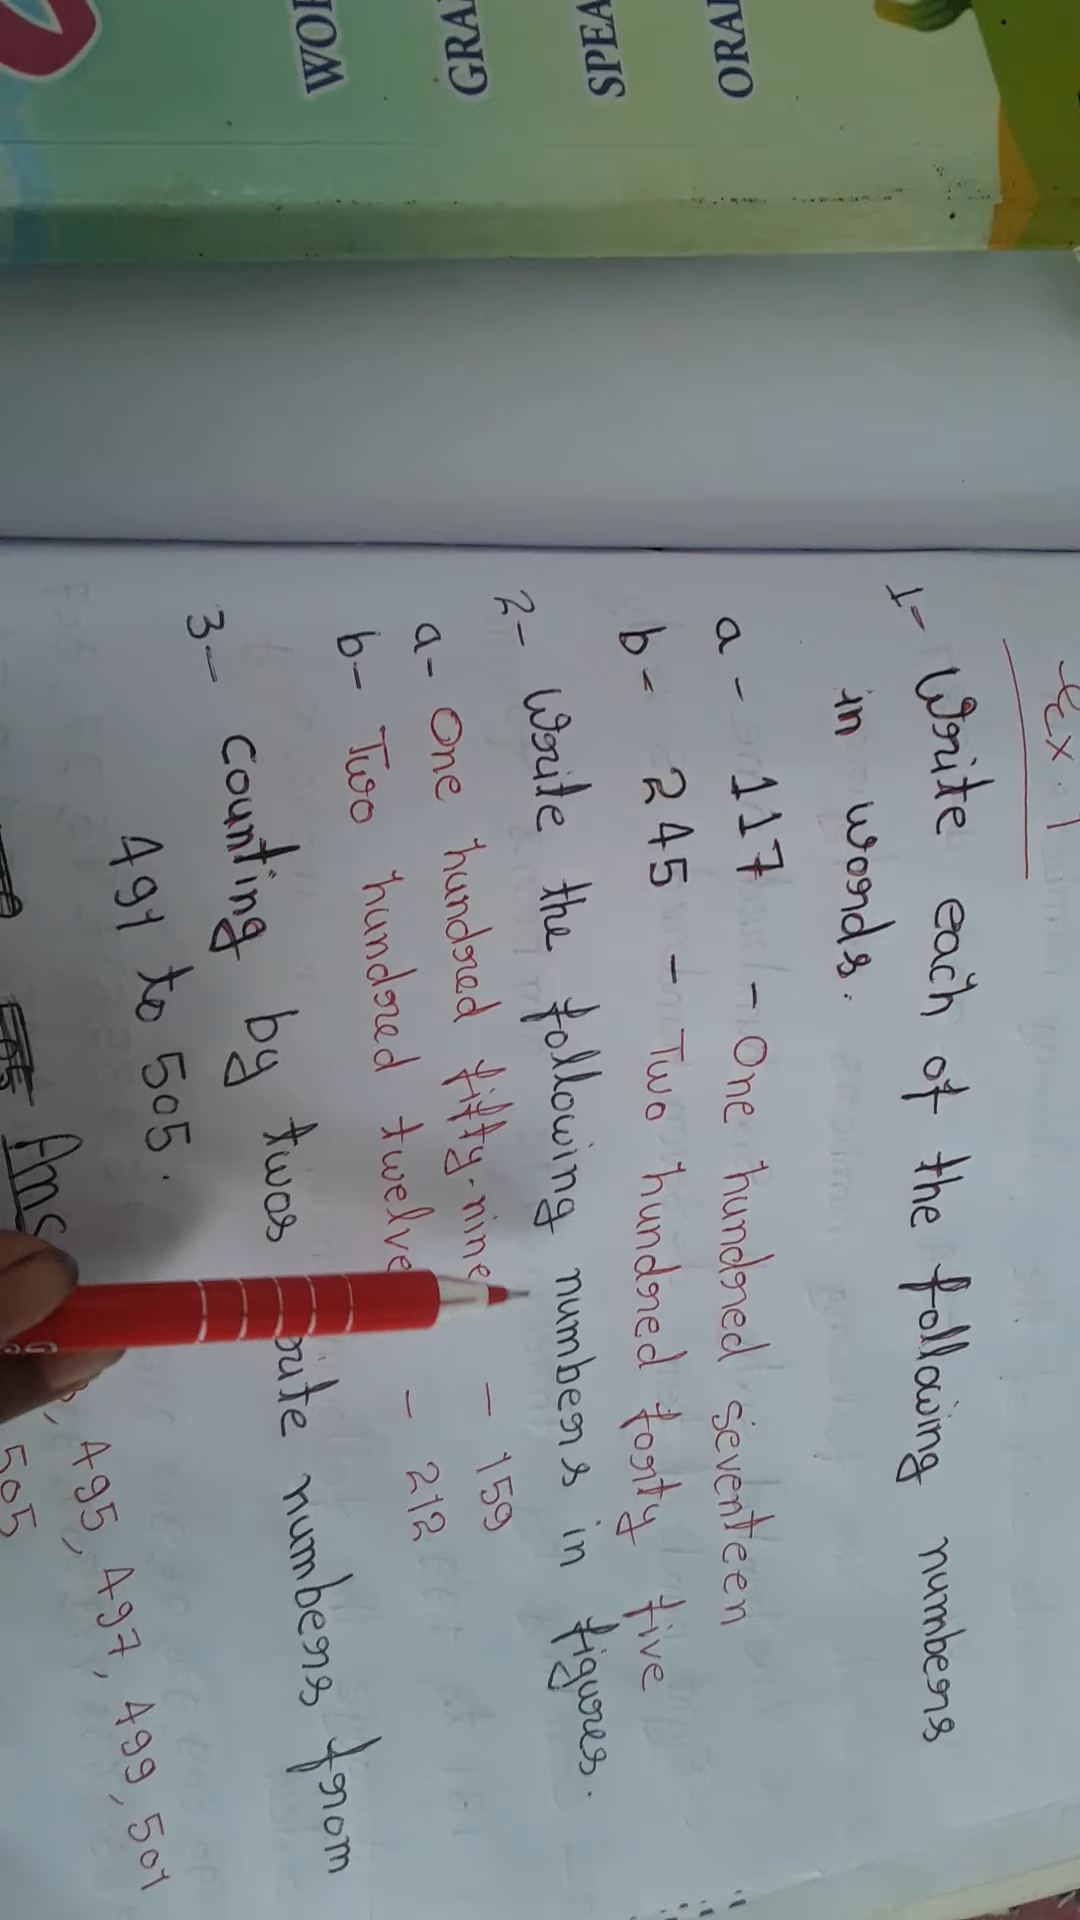 WOR
GRA
SPEA
ORAL
Ex. 1
1- Write each of the following numbers
in words.
a - 117 - One hundred seventeen
b- 245 - Two hundred forty five
2- Write the following numbers in figures.
a- One hundred fifty-nine - 159
b- Two hundred twelve - 212
3- counting by twos numbers from
491 to 505.
Ans
495, 497, 499, 501
505